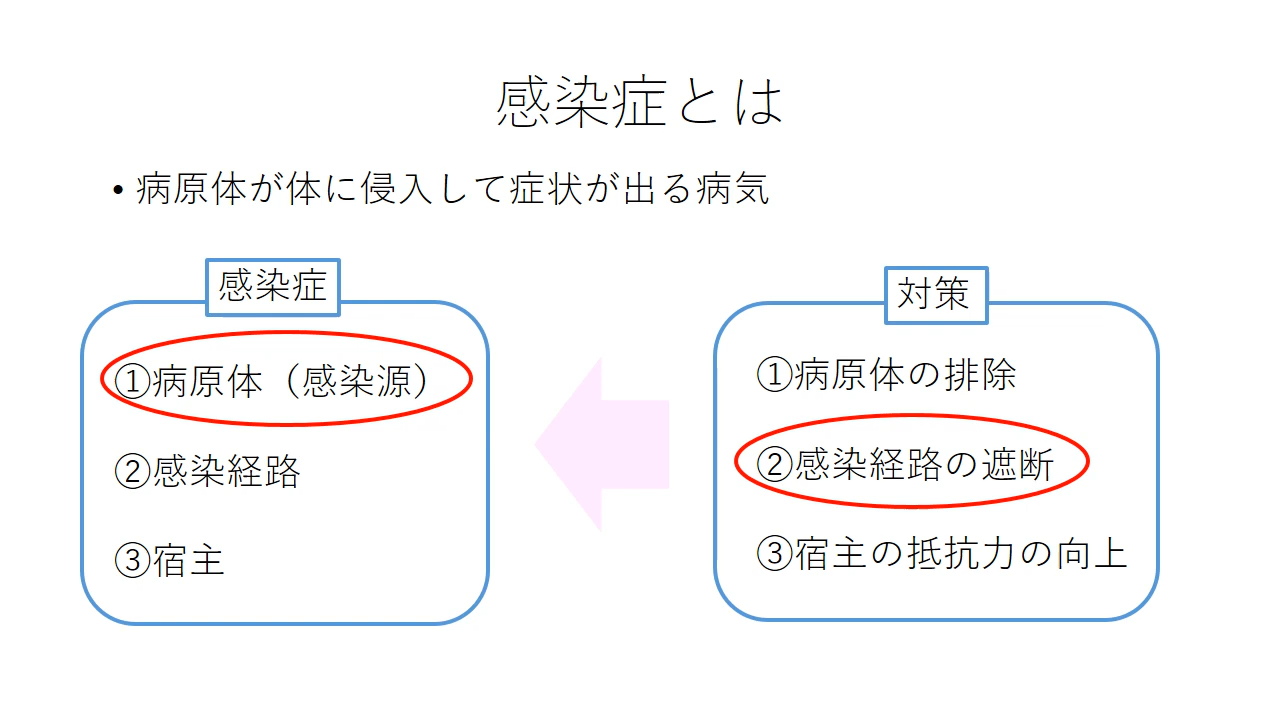 感染症とは
• 病原体が体に侵入して症状が出る病気
感染症
①病原体（感染源）
②感染経路
③宿主
対策
①病原体の排除
②感染経路の遮断
③宿主の抵抗力の向上